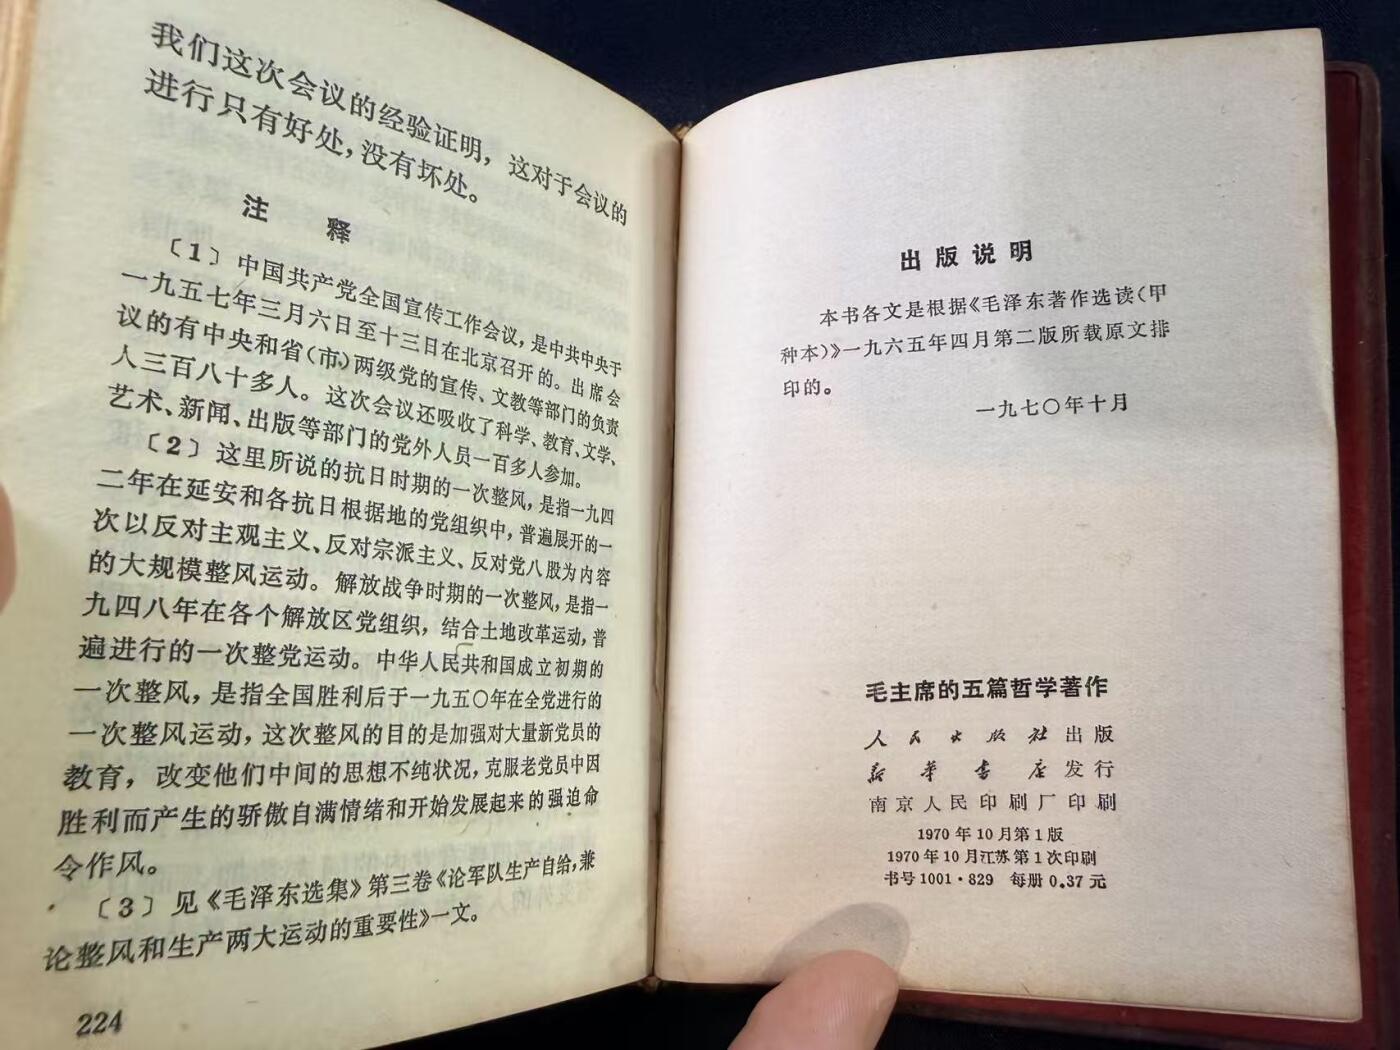 我们这次会议的经验证明，这对于会议的
进行只有好处，没有坏处。
注 释
〔1〕中国共产党全国宣传工作会议，是中共中央于
一九五七年三月六日至十三日在北京召开的。出席会
议的有中央和省(市)两级党的宣传、文教等部门的负责
人三百八十多人。这次会议还吸收了科学、教育、文学、
艺术、新闻、出版等部门的党外人员一百多人参加。
〔2〕这里所说的抗日时期的一次整风，是指一九四
二年在延安和各抗日根据地的党组织中，普遍展开的一
次以反对主观主义、反对宗派主义、反对党八股为内容
的大规模整风运动。解放战争时期的一次整风，是指一
九四八年在各个解放区党组织，结合土地改革运动，普
遍进行的一次整党运动。中华人民共和国成立初期的
一次整风，是指全国胜利后于一九五〇年在全党进行的
一次整风运动，这次整风的目的是加强对大量新党员的
教育，改变他们中间的思想不纯状况，克服老党员中因
胜利而产生的骄傲自满情绪和开始发展起来的强迫命
令作风。
〔3〕见《毛泽东选集》第三卷《论军队生产自给，兼
论整风和生产两大运动的重要性》一文。
224
出版说明
本书各文是根据《毛泽东著作选读(甲
种本)》一九六五年四月第二版所载原文排
印的。
一九七〇年十月
毛主席的五篇哲学著作
人民出版社出版
新华书店发行
南京人民印刷厂印刷
1970年10月第1版
1970年10月江苏第1次印刷
书号1001·829 每册0.37元